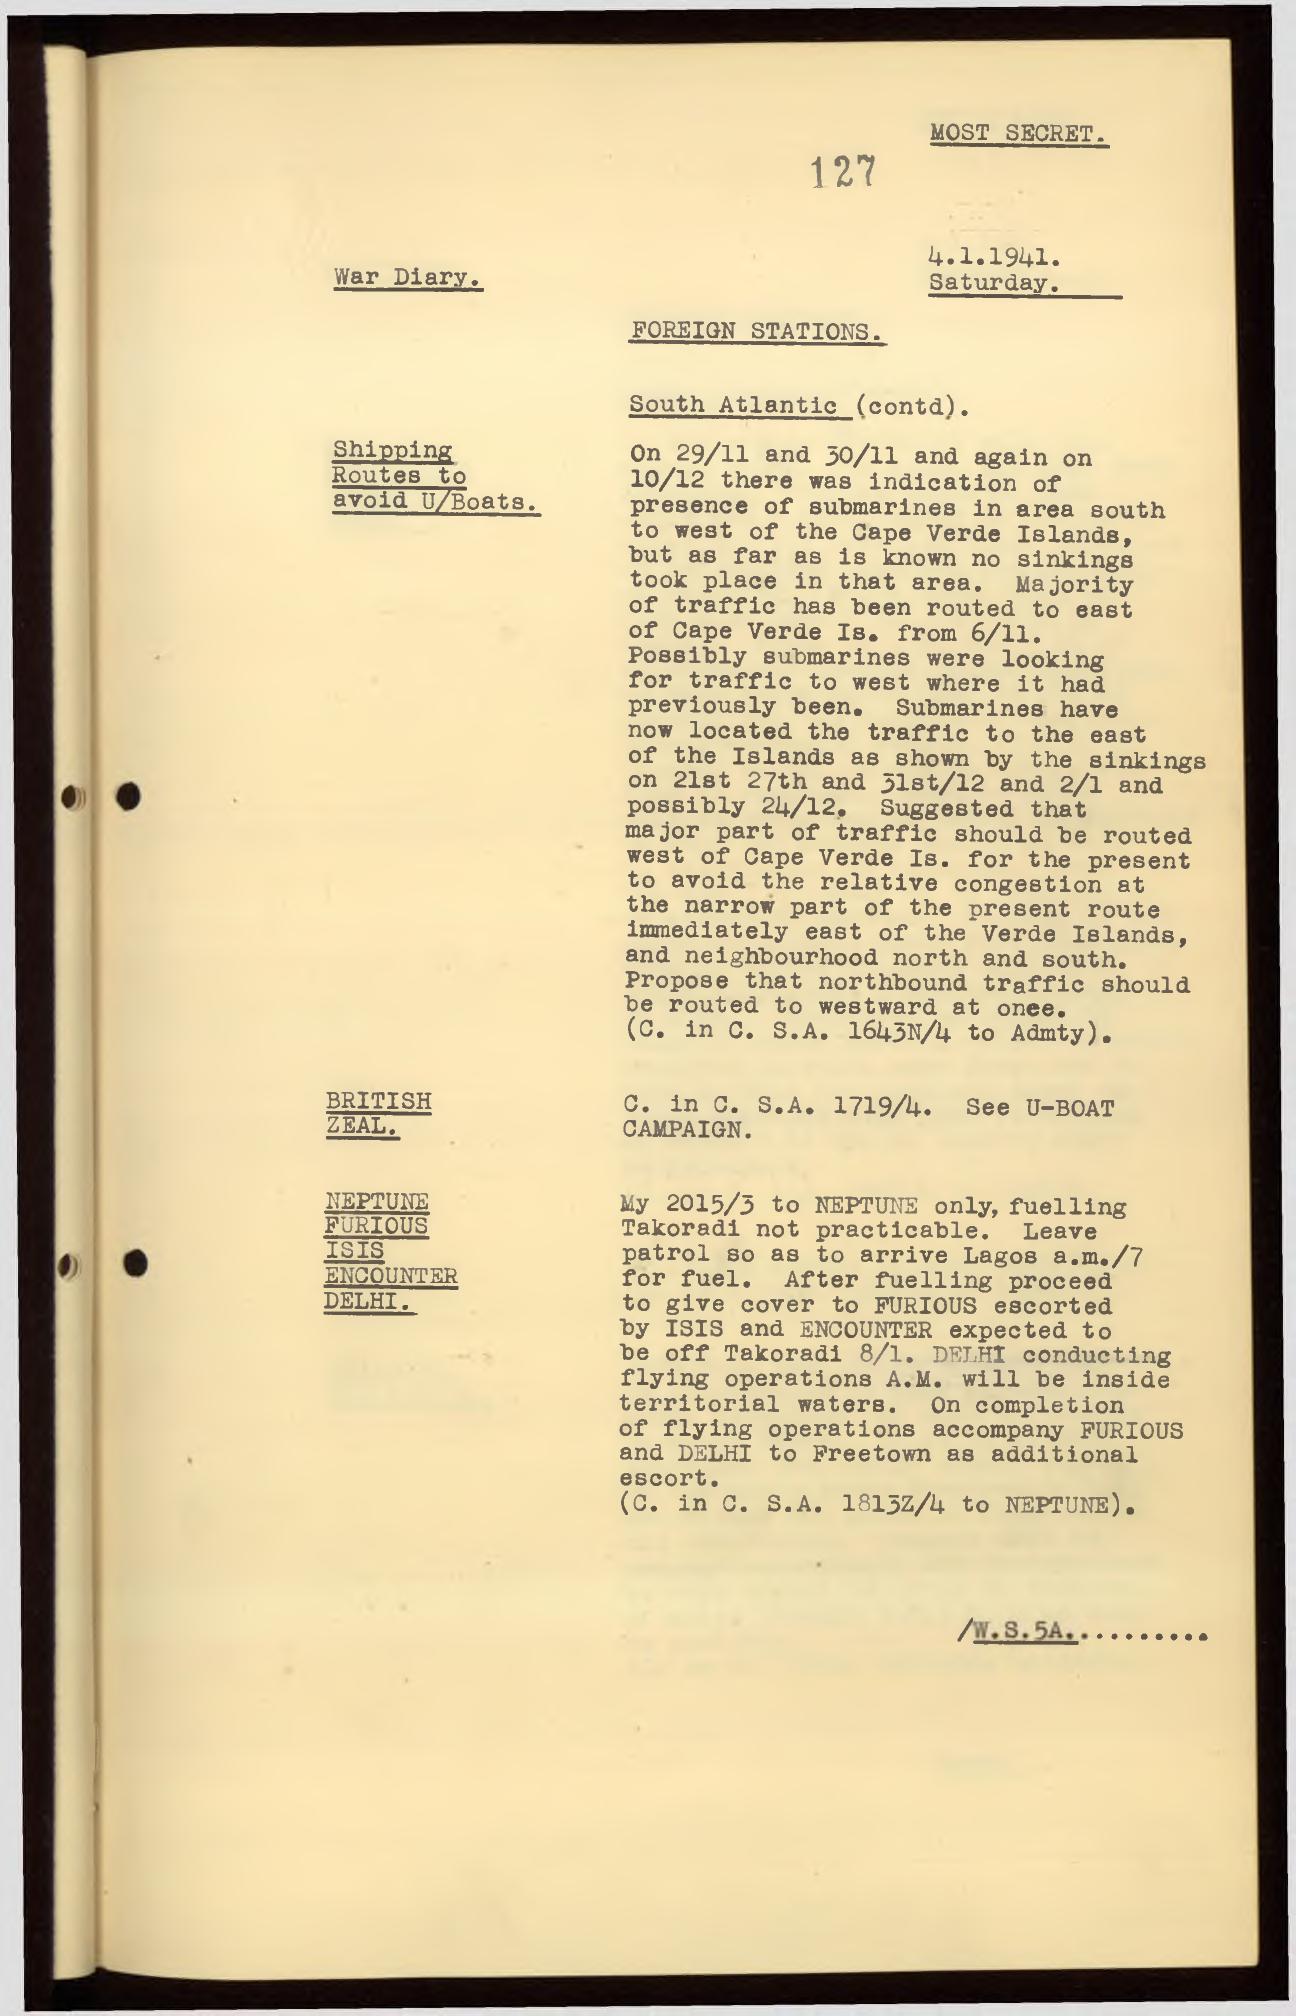 MOST SECRET.
127
4.1.1941.
War Diary.
Saturday.
FOREIGN STATIONS.
South Atlantic (contd).
Shipping
Routes to
avoid U/Boats.
On 29/11 and 30/11 and again on
10/12 there was indication of
presence of submarines in area south
to west of the Cape Verde Islands,
but as far as is known no sinkings
took place in that area. Majority
of traffic has been routed to east
of Cape Verde Is. from 6/11.
Possibly submarines were looking
for traffic to west where it had
previously been. Submarines have
now located the traffic to the east
of the Islands as shown by the sinkings
on 21st 27th and 31st/12 and 2/1 and
possibly 24/12. Suggested that
major part of traffic should be routed
west of Cape Verde Is. for the present
to avoid the relative congestion at
the narrow part of the present route
immediately east of the Verde Islands,
and neighbourhood north and south.
Propose that northbound traffic should
be routed to westward at once.
(C. in C. S.A. 1643N/4 to Admty).
BRITISH
ZEAL.
C. in C. S.A. 1719/4. See U-BOAT
CAMPAIGN.
NEPTUNE
FURIOUS
ISIS
ENCOUNTER
DELHI.
My 2015/3 to NEPTUNE only, fuelling
Takoradi not practicable. Leave
patrol so as to arrive Lagos a.m./7
for fuel. After fuelling proceed
to give cover to FURIOUS escorted
by ISIS and ENCOUNTER expected to
be off Takoradi 8/1. DELHI conducting
flying operations A.M. will be inside
territorial waters. On completion
of flying operations accompany FURIOUS
and DELHI to Freetown as additional
escort.
(C. in C. S.A. 1813Z/4 to NEPTUNE).
/W.S.5A..........